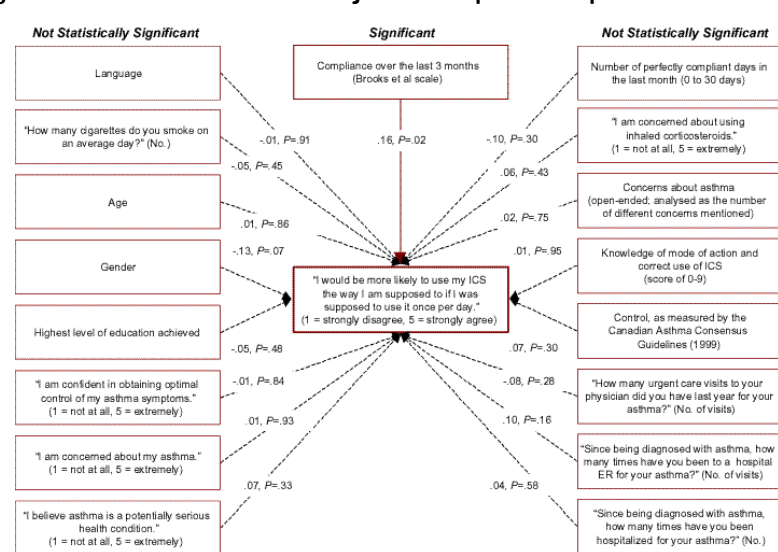 Not Statistically Significant
Significant
Not Statistically Significant
Language
Compliance over the last 3 months
(Brooks et al scale)
Number of perfectly compliant days in
the last month (0 to 30 days)
"How many cigarettes do you smoke on
an average day?" (No.)
"I am concerned about using
inhaled corticosteroids."
(1 = not at all, 5 = extremely)
-.01, P=.91
.16, P=.02
-.10, P=.30
-.05, P=.45
.06, P=.43
Age
Concerns about asthma
(open-ended; analysed as the number
of different concerns mentioned)
.01, P=.86
.02, P=.75
-.13, P=.07
.01, P=.95
Gender
Knowledge of mode of action and
correct use of ICS
(score of 0-9)
"I would be more likely to use my ICS
the way I am supposed to if I was
supposed to use it once per day."
(1 = strongly disagree, 5 = strongly agree)
Highest level of education achieved
Control, as measured by the
Canadian Asthma Consensus
Guidelines (1999)
-.05, P=.48
.07, P=.30
"I am confident in obtaining optimal
control of my asthma symptoms."
(1 = not at all, 5 = extremely)
-.01, P=.84
-.08, P=.28
"How many urgent care visits to your
physician did you have last year for your
asthma?" (No. of visits)
.01, P=.93
.10, P=.16
"I am concerned about my asthma."
(1 = not at all, 5 = extremely)
"Since being diagnosed with asthma, how
many times have you been to a hospital
ER for your asthma?" (No. of visits)
.07, P=.33
.04, P=.58
"I believe asthma is a potentially serious
health condition."
(1 = not at all, 5 = extremely)
"Since being diagnosed with asthma,
how many times have you been
hospitalized for your asthma?" (No.)